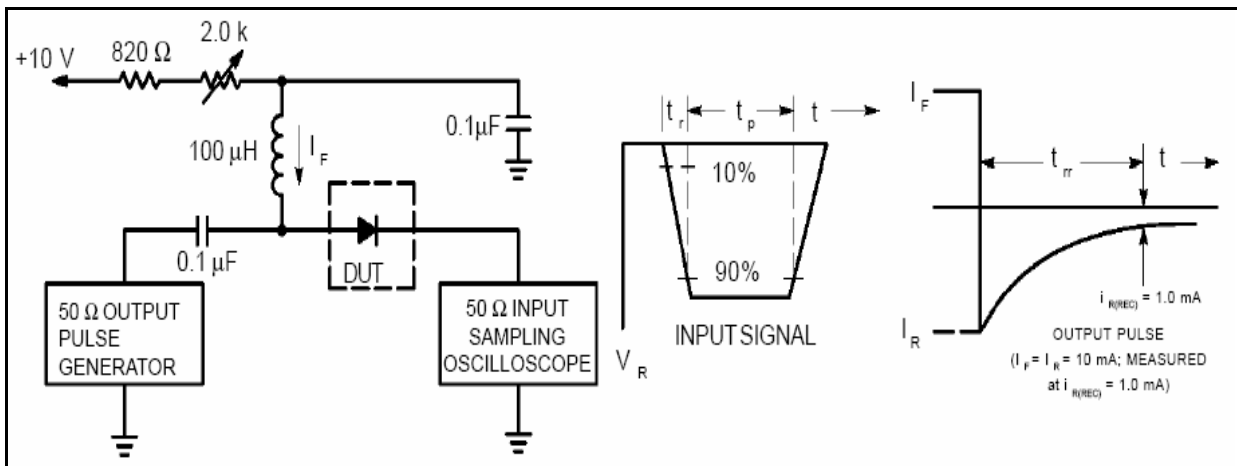 +10 V
820 Ω
2.0 k
100 μH
I F
0.1μF
0.1 μF
DUT
50 Ω OUTPUT
PULSE
GENERATOR
50 Ω INPUT
SAMPLING
OSCILLOSCOPE
t r
t p
t
10%
90%
V R
INPUT SIGNAL
I F
t rr
t
I R
i R(REC) = 1.0 mA
OUTPUT PULSE
(I F = I R = 10 mA; MEASURED
at i R(REC) = 1.0 mA)